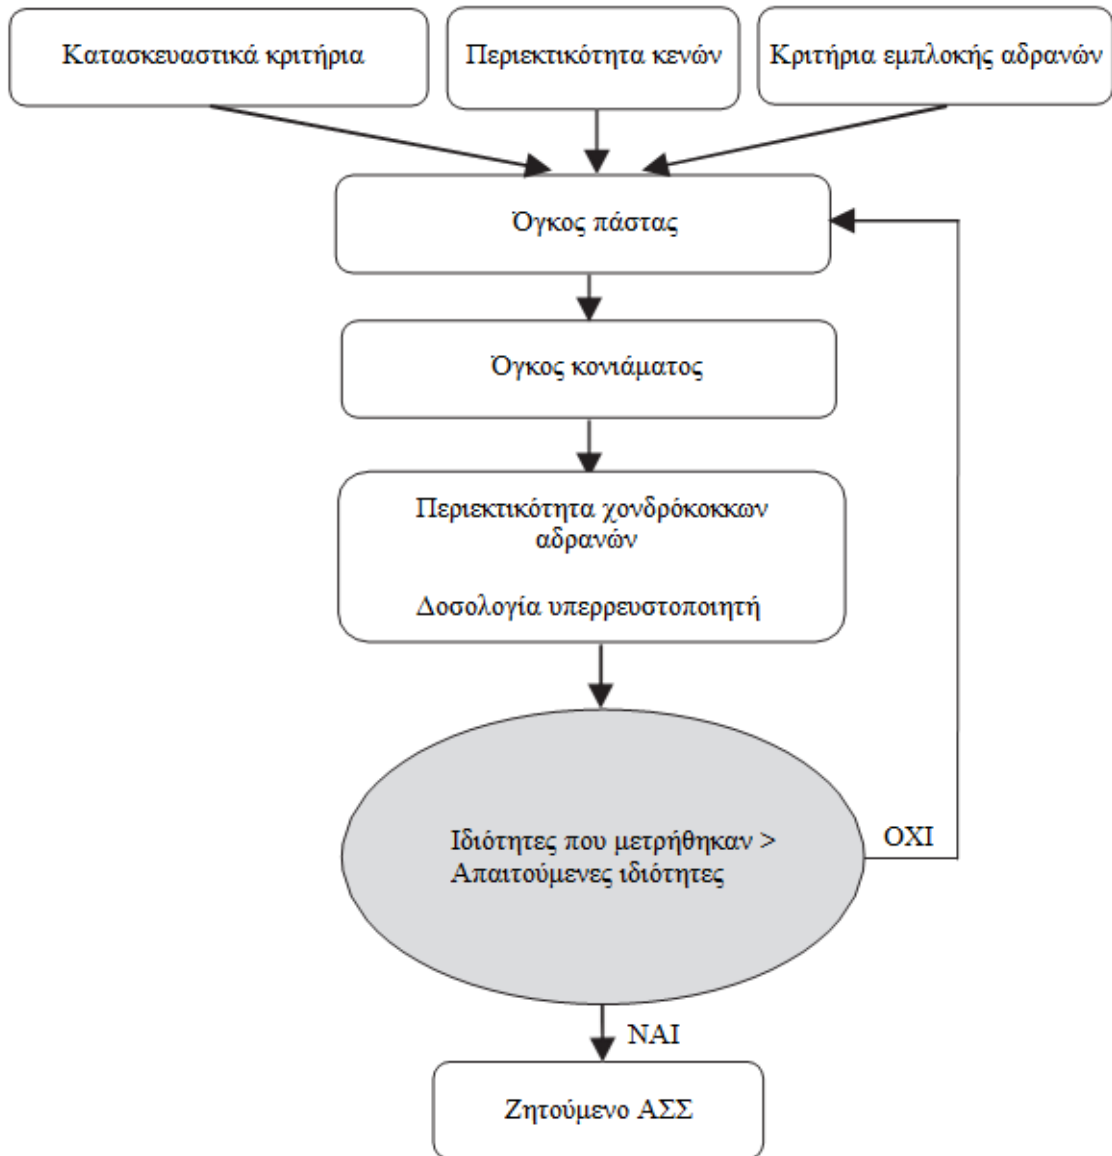 Κατασκευαστικά κριτήρια
Περιεκτικότητα κενών
Κριτήρια εμπλοκής αδρανών
Όγκος πάστας
Όγκος κονιάματος
Περιεκτικότητα χονδρόκοκκων
αδρανών
Δοσολογία υπερρευστοποιητή
Ιδιότητες που μετρήθηκαν >
Απαιτούμενες ιδιότητες
ΟΧΙ
ΝΑΙ
Ζητούμενο ΑΣΣ